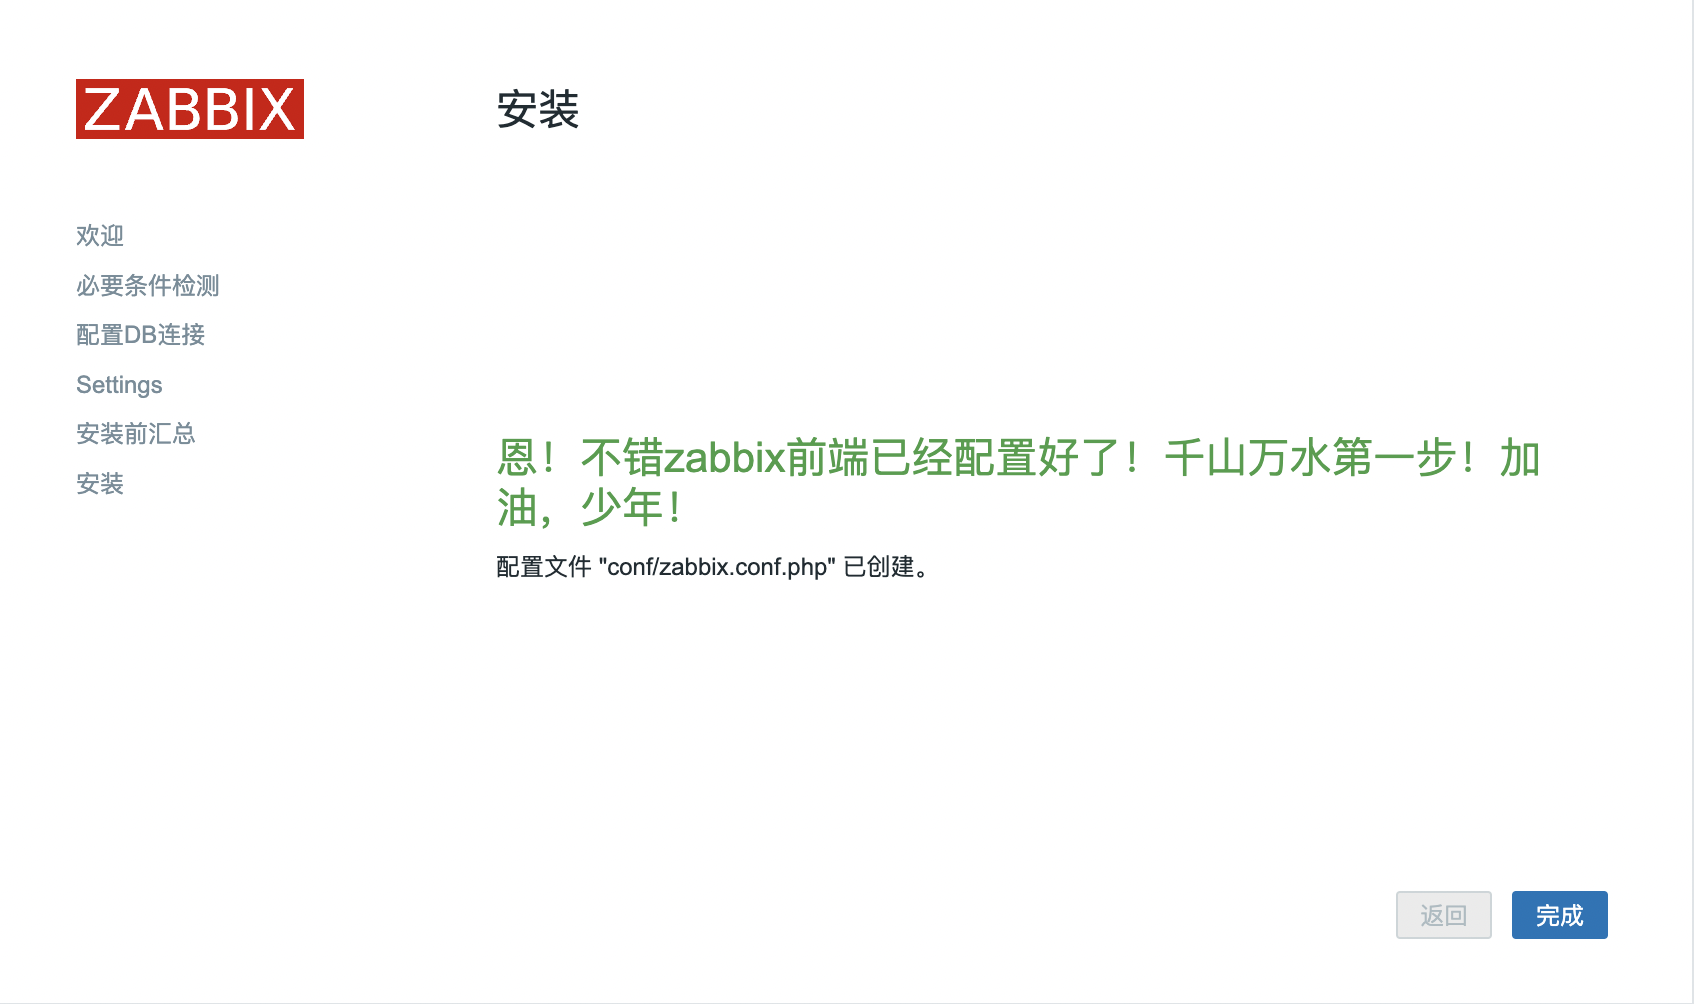 ZABBIX
安装
欢迎
必要条件检测
配置DB连接
Settings
安装前汇总
安装
恩！不错zabbix前端已经配置好了！千山万水第一步！加
油，少年！
配置文件 "conf/zabbix.conf.php" 已创建。
返回
完成